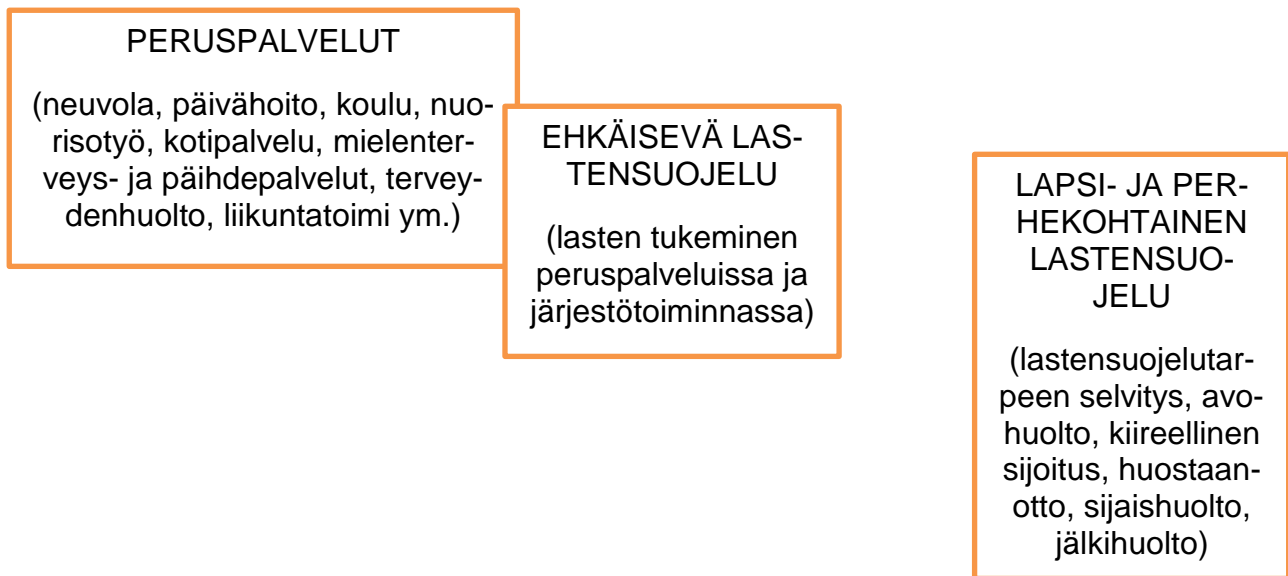 PERUSPALVELUT
(neuvola, päivähoito, koulu, nuo-
risotyö, kotipalvelu, mielenter-
veys- ja päihdepalvelut, tervey-
denhuolto, liikuntatoimi ym.)
EHKÄISEVÄ LAS-
TENSUOJELU
(lasten tukeminen
peruspalveluissa ja
järjestötoiminnassa)
LAPSI- JA PER-
HEKOHTAINEN
LASTENSUO-
JELU
(lastensuojelutar-
peen selvitys, avo-
huolto, kiireellinen
sijoitus, huostaan-
otto, sijaishuolto,
jälkihuolto)